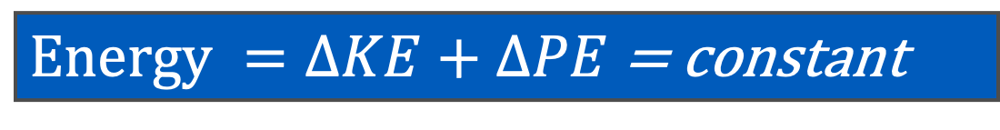 Energy = ΔKE + ΔPE = constant